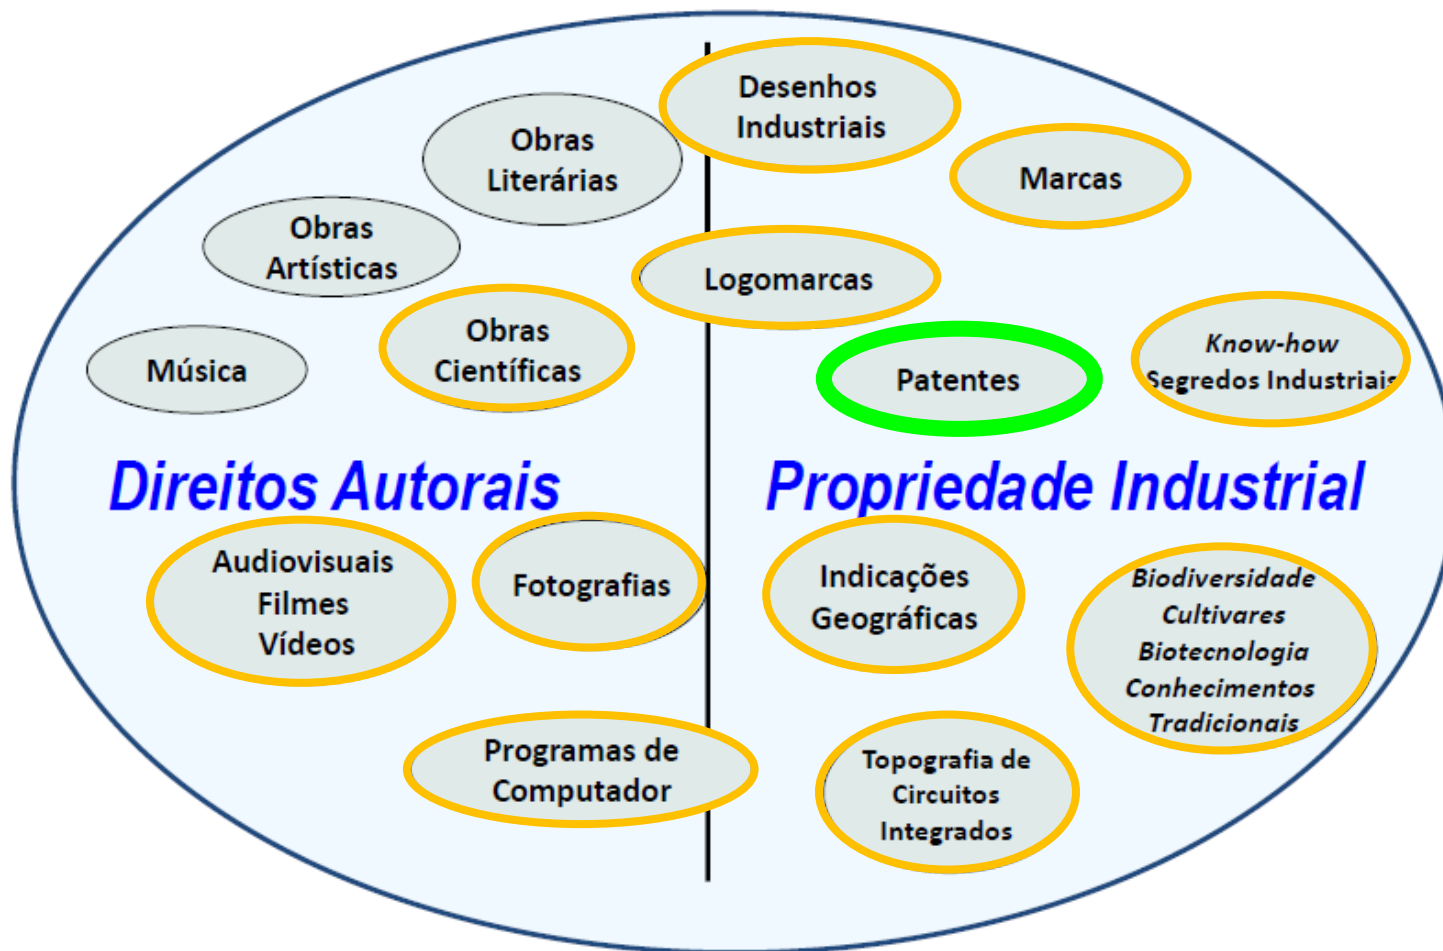 Desenhos
Industriais
Obras
Literárias
Marcas
Obras
Artísticas
Logomarcas
Obras
Científicas
Know-how
Segredos Industriais
Música
Patentes
Direitos Autorais
Propriedade Industrial
Audiovisuais
Filmes
Vídeos
Fotografias
Indicações
Geográficas
Biodiversidade
Cultivares
Biotecnologia
Conhecimentos
Tradicionais
Programas de
Computador
Topografia de
Circuitos
Integrados